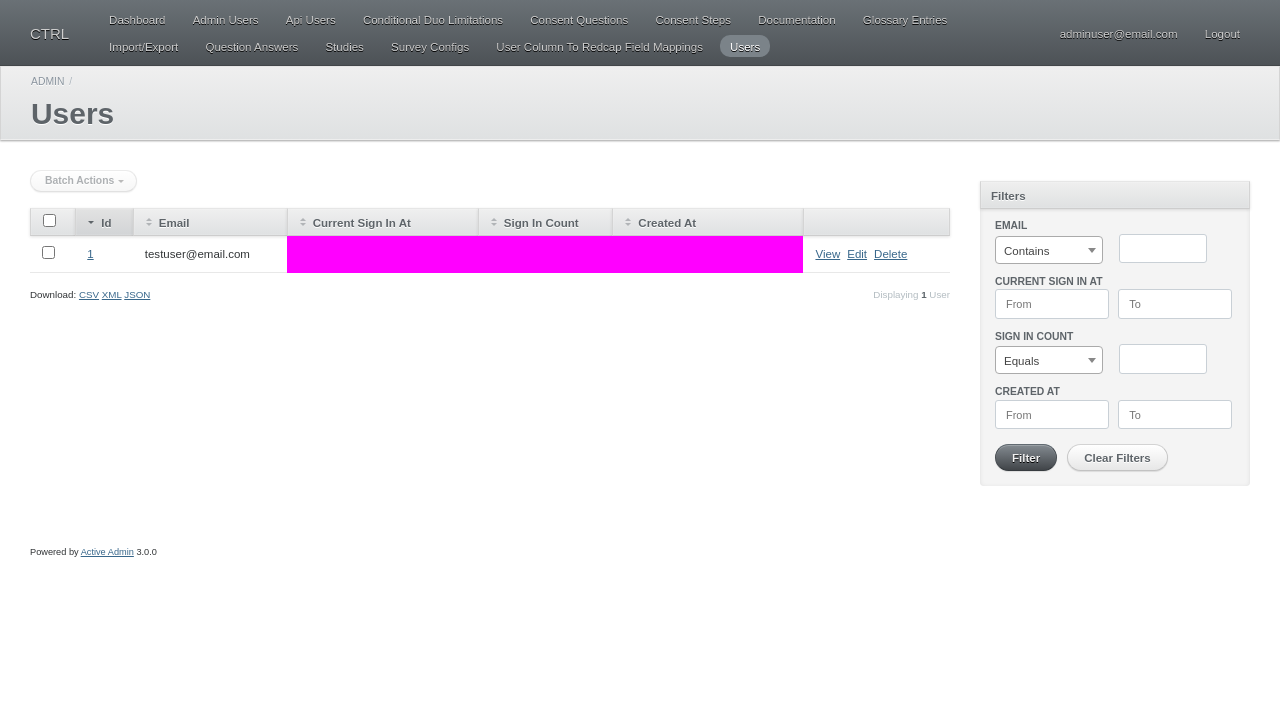 CTRL
Dashboard Admin Users Api Users Conditional Duo Limitations Consent Questions Consent Steps Documentation Glossary Entries
Import/Export Question Answers Studies Survey Configs User Column To Redcap Field Mappings Users
adminuser@email.com Logout
ADMIN /
Users
Batch Actions
Id Email Current Sign In At Sign In Count Created At
1 testuser@email.com View Edit Delete
Download: CSV XML JSON
Displaying 1 User
Filters
EMAIL
Contains
CURRENT SIGN IN AT
From To
SIGN IN COUNT
Equals
CREATED AT
From To
Filter Clear Filters
Powered by Active Admin 3.0.0